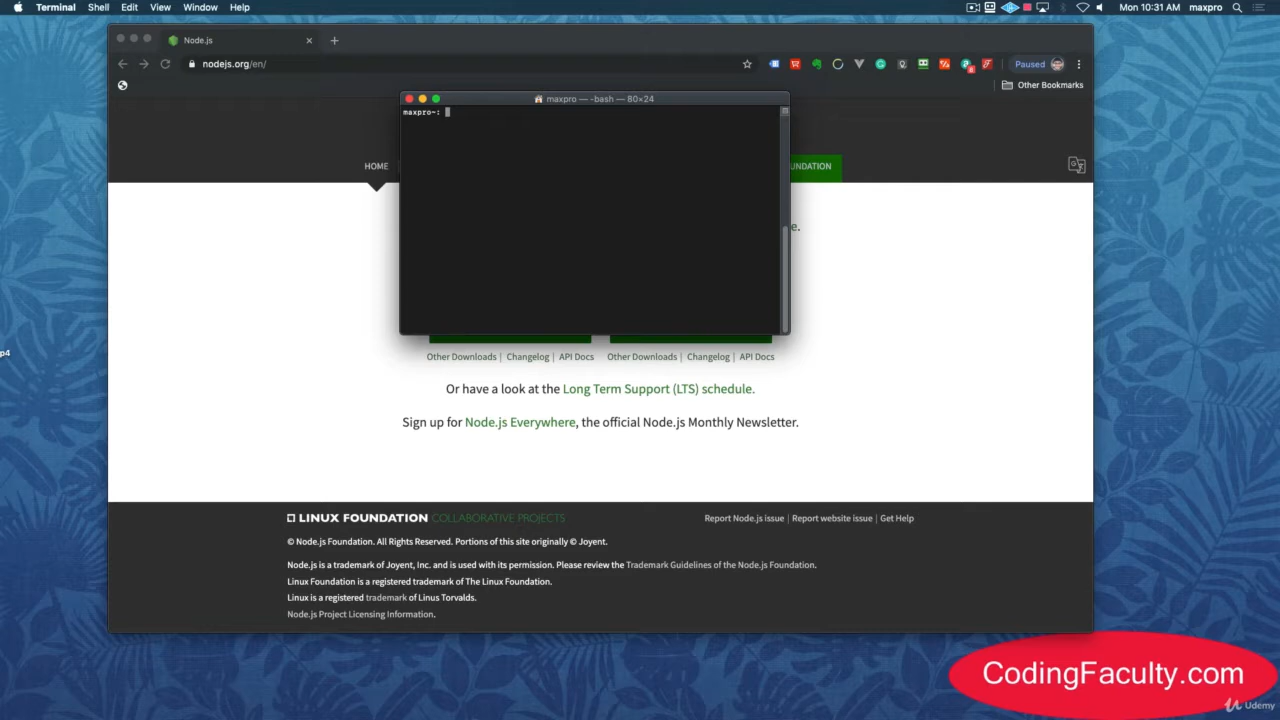 Terminal Shell Edit View Window Help Mon 10:31 AM maxpro
Node.js
nodejs.org/en/ Paused
Other Bookmarks
maxpro — -bash — 80×24
maxpro~:
HOME UNDATION
e.
p4
Other Downloads | Changelog | API Docs Other Downloads | Changelog | API Docs
Or have a look at the Long Term Support (LTS) schedule.
Sign up for Node.js Everywhere, the official Node.js Monthly Newsletter.
LINUX FOUNDATION COLLABORATIVE PROJECTS Report Node.js issue | Report website issue | Get Help
© Node.js Foundation. All Rights Reserved. Portions of this site originally © Joyent.
Node.js is a trademark of Joyent, Inc. and is used with its permission. Please review the Trademark Guidelines of the Node.js Foundation.
Linux Foundation is a registered trademark of The Linux Foundation.
Linux is a registered trademark of Linus Torvalds.
Node.js Project Licensing Information.
CodingFaculty.com
Udemy